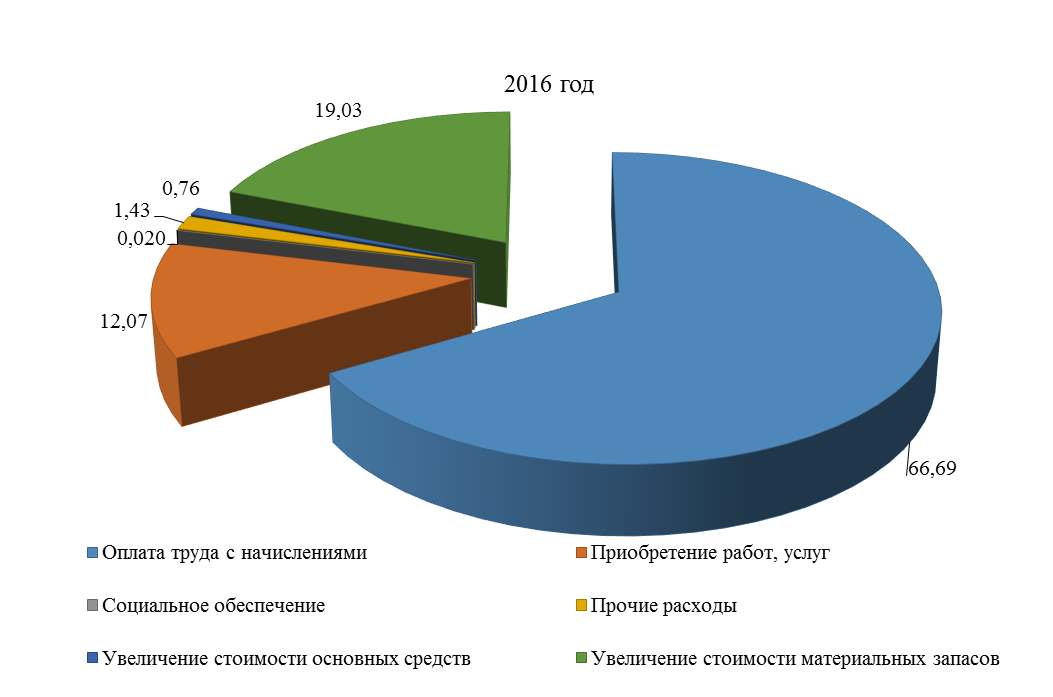 2016 год
19,03
0,76
1,43
0,020
12,07
66,69
Оплата труда с начислениями
Приобретение работ, услуг
Социальное обеспечение
Прочие расходы
Увеличение стоимости основных средств
Увеличение стоимости материальных запасов